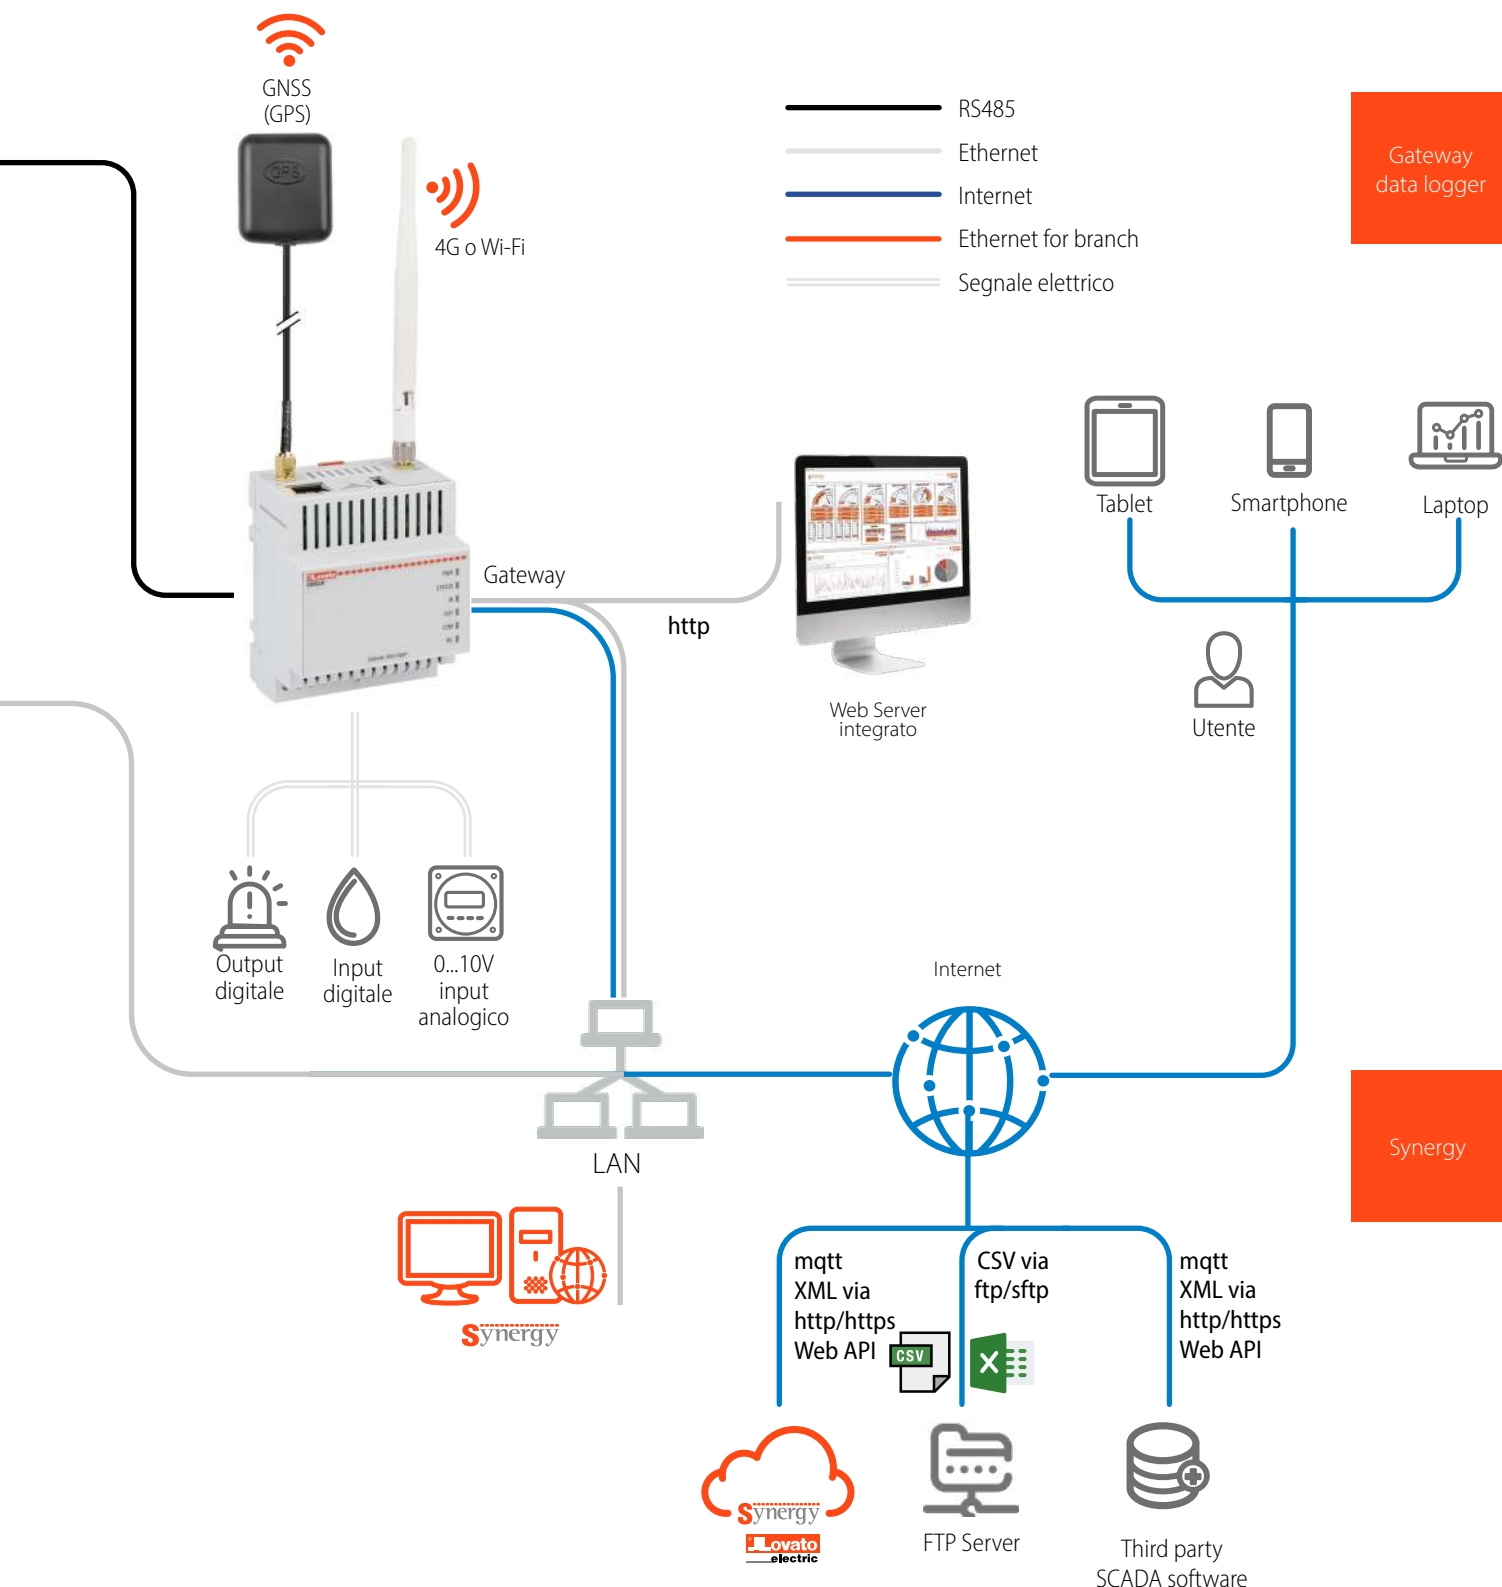 GNSS
(GPS)
GPS
4G o Wi-Fi
RS485
Ethernet
Internet
Ethernet for branch
Segnale elettrico
Gateway
data logger
Tablet
Smartphone
Laptop
Lovato
Gateway
http
Web Server
integrato
Utente
Output
digitale
Input
digitale
0...10V
input
analogico
Internet
LAN
Synergy
Synergy
mqtt
XML via
http/https
Web API
CSV via
ftp/sftp
CSV
X
mqtt
XML via
http/https
Web API
Synergy
Lovato
electric
FTP Server
Third party
SCADA software